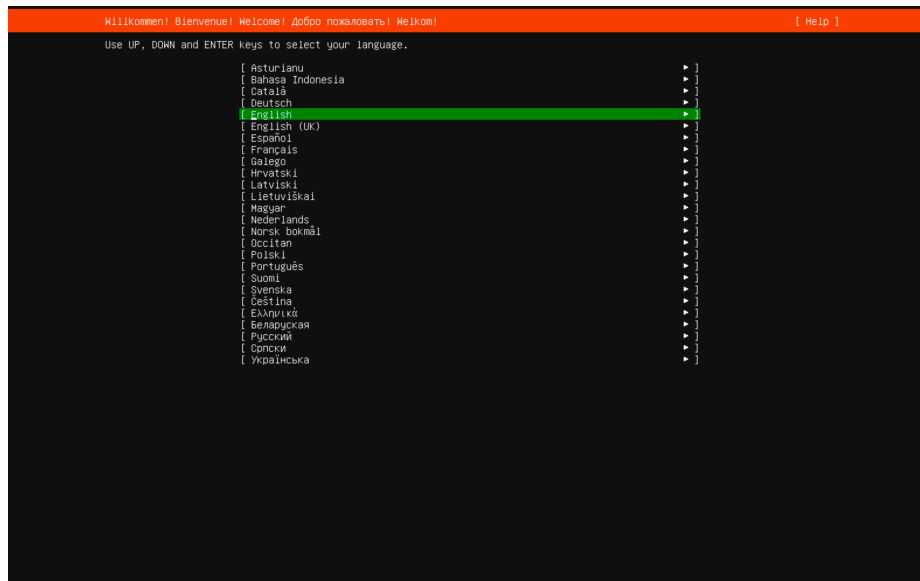 Willkommen! Bienvenue! Welcome! Добро пожаловать! Welkom! [ Help ]
Use UP, DOWN and ENTER keys to select your language.
[ Asturianu ► ]
[ Bahasa Indonesia ► ]
[ Català ► ]
[ Deutsch ► ]
[ English ► ]
[ English (UK) ► ]
[ Español ► ]
[ Français ► ]
[ Galego ► ]
[ Hrvatski ► ]
[ Latviski ► ]
[ Lietuviškai ► ]
[ Magyar ► ]
[ Nederlands ► ]
[ Norsk bokmål ► ]
[ Occitan ► ]
[ Polski ► ]
[ Português ► ]
[ Suomi ► ]
[ Svenska ► ]
[ Čeština ► ]
[ Ελληνικά ► ]
[ Беларуская ► ]
[ Русский ► ]
[ Српски ► ]
[ Українська ► ]